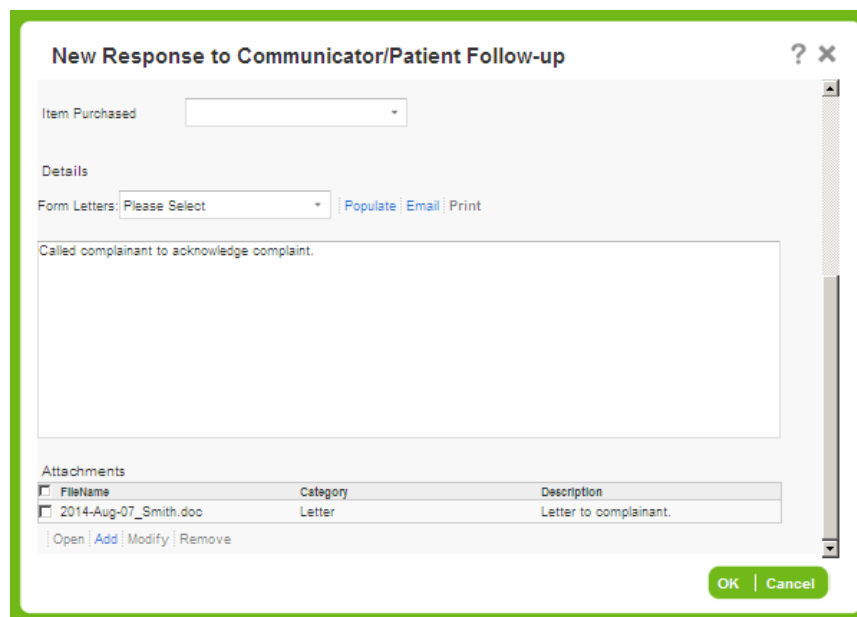 New Response to Communicator/Patient Follow-up ?
Item Purchased
Details
Form Letters: Please Select Populate Email Print
Called complainant to acknowledge complaint.
Attachments
FileName Category Description
2014-Aug-07_Smith.doc Letter Letter to complainant.
Open Add Modify Remove
OK Cancel